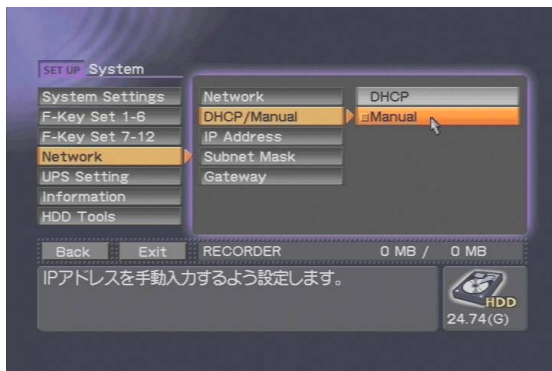 SET UP System
System Settings
F-Key Set 1-6
F-Key Set 7-12
Network
UPS Setting
Information
HDD Tools
Network
DHCP/Manual
IP Address
Subnet Mask
Gateway
DHCP
Manual
Back Exit RECORDER 0 MB / 0 MB
IPアドレスを手動入力するよう設定します。
HDD
24.74(G)